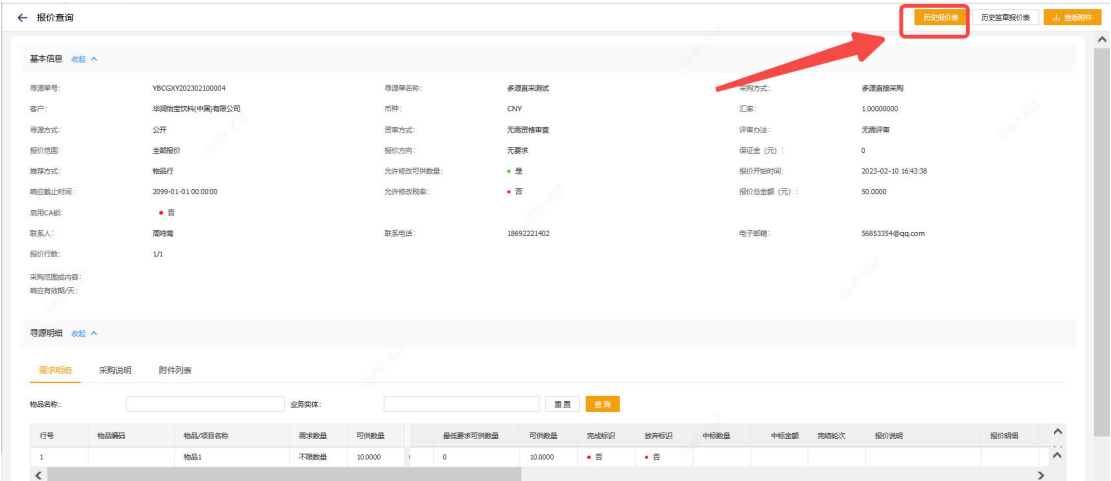 报价查询 历史报价表 历史签章报价表 查看附件
基本信息 收起
寻源单号: YBCGXY202302100004 寻源单名称: 多源直采测试 采购方式: 多源直接采购
客户: 华润怡宝饮料(中国)有限公司 币种: CNY 汇率: 1.00000000
寻源方式: 公开 资审方式: 无需资格审查 评审办法: 无需评审
报价范围: 全部报价 报价方向: 无要求 保证金 (元) : 0
推荐方式: 物品行 允许修改可供数量: 是 报价开始时间: 2023-02-10 16:43:38
响应截止时间: 2099-01-01 00:00:00 允许修改税率: 否 报价总金额 (元) : 50.0000
启用CA锁: 否
联系人: 联系电话: 18692221402 电子邮箱: 56853354@qq.com
报价行数: 1/1
采购范围或内容:
响应有效期/天:
寻源明细 收起
需求明细 采购说明 附件列表
物品名称: 业务实体: 重置 查询
行号 物品编码 物品/项目名称 需求数量 可供数量 最低要求可供数量 可供数量 完成标识 放弃标识 中标数量 中标金额 完结轮次 报价说明 报价明细
1 物品1 不限数量 10.0000 0 10.0000 否 否